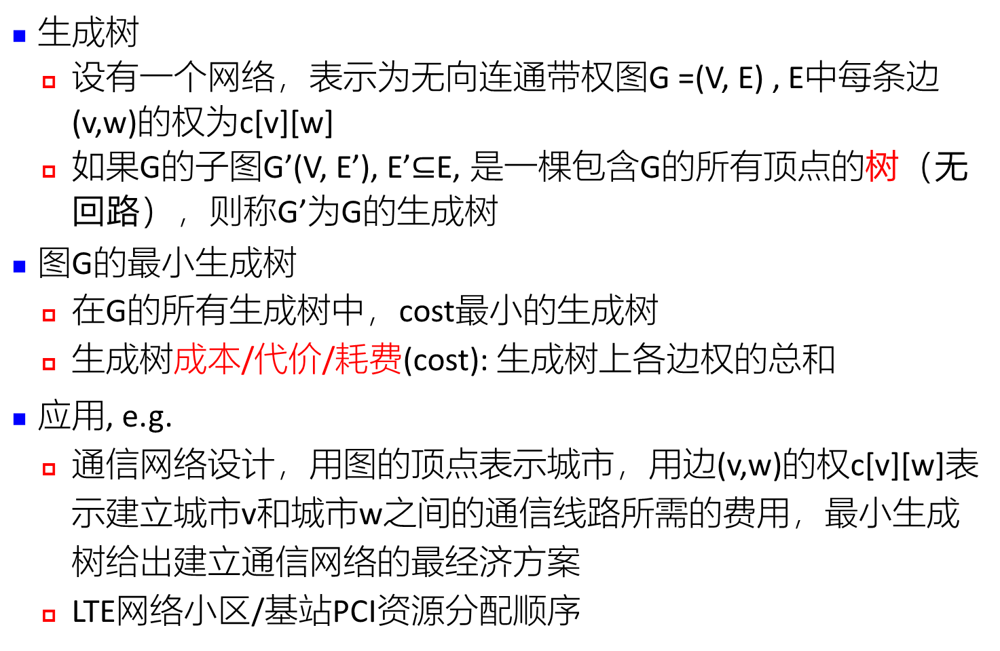 生成树
设有一个网络，表示为无向连通带权图G =(V, E) , E中每条边
(v,w)的权为c[v][w]
如果G的子图G’(V, E’), E’⊆E, 是一棵包含G的所有顶点的树（无
回路），则称G’为G的生成树
图G的最小生成树
在G的所有生成树中，cost最小的生成树
生成树成本/代价/耗费(cost): 生成树上各边权的总和
应用, e.g.
通信网络设计，用图的顶点表示城市，用边(v,w)的权c[v][w]表
示建立城市v和城市w之间的通信线路所需的费用，最小生成
树给出建立通信网络的最经济方案
LTE网络小区/基站PCI资源分配顺序